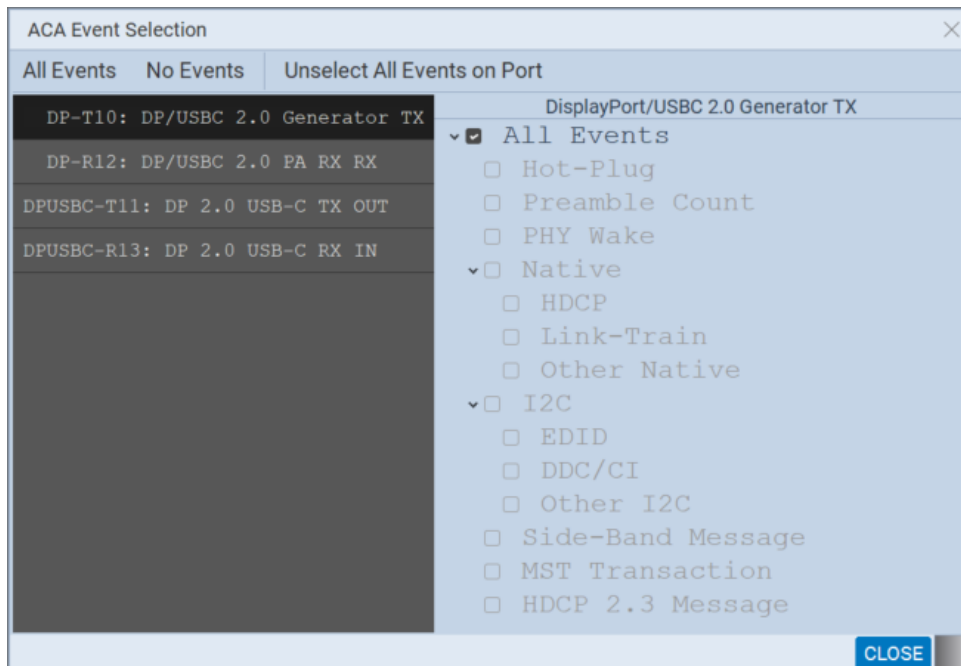 ACA Event Selection
All Events No Events Unselect All Events on Port
DP-T10: DP/USBC 2.0 Generator TX
DP-R12: DP/USBC 2.0 PA RX RX
DPUSBC-T11: DP 2.0 USB-C TX OUT
DPUSBC-R13: DP 2.0 USB-C RX IN
DisplayPort/USBC 2.0 Generator TX
All Events
Hot-Plug
Preamble Count
PHY Wake
Native
HDCP
Link-Train
Other Native
I2C
EDID
DDC/CI
Other I2C
Side-Band Message
MST Transaction
HDCP 2.3 Message
CLOSE